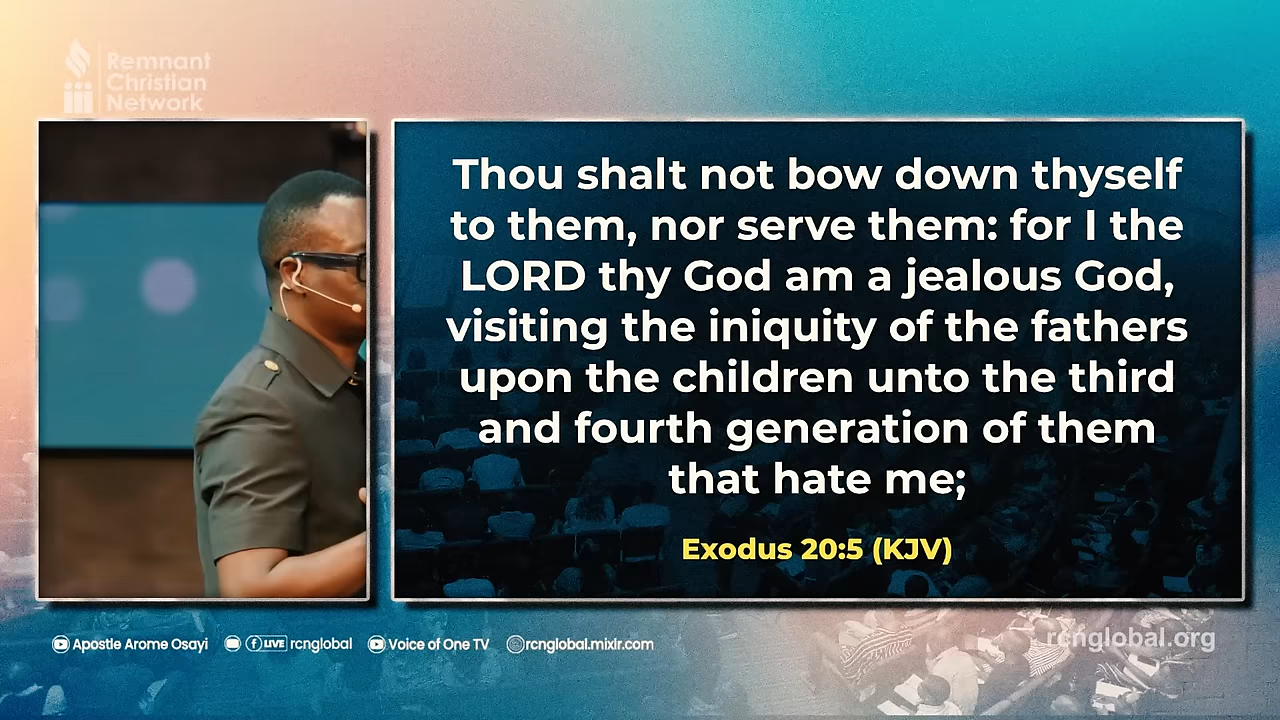 Remnant
Christian
Network
Thou shalt not bow down thyself
to them, nor serve them: for I the
LORD thy God am a jealous God,
visiting the iniquity of the fathers
upon the children unto the third
and fourth generation of them
that hate me;
Exodus 20:5 (KJV)
Apostle Arome Osayi LIVE rcnglobal Voice of One TV rcnglobal.mixlr.com
rcnglobal.org